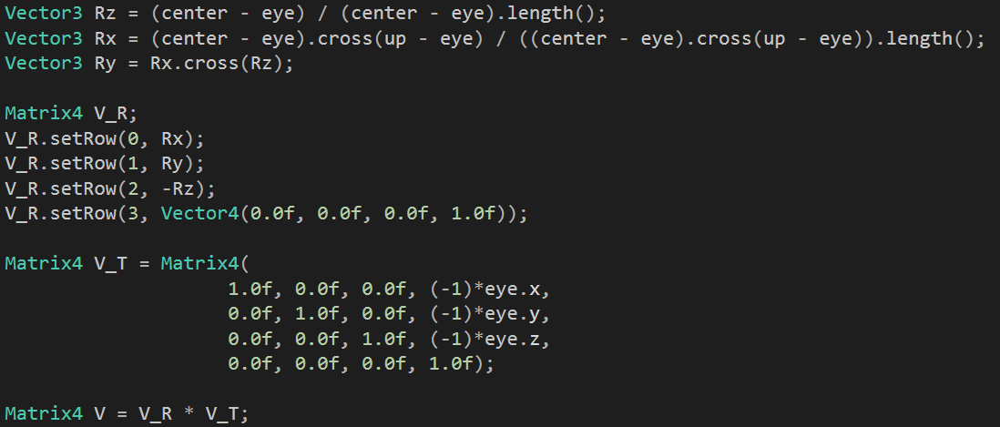 Vector3 Rz = (center - eye) / (center - eye).length();
Vector3 Rx = (center - eye).cross(up - eye) / ((center - eye).cross(up - eye)).length();
Vector3 Ry = Rx.cross(Rz);
Matrix4 V_R;
V_R.setRow(0, Rx);
V_R.setRow(1, Ry);
V_R.setRow(2, -Rz);
V_R.setRow(3, Vector4(0.0f, 0.0f, 0.0f, 1.0f));
Matrix4 V_T = Matrix4(
1.0f, 0.0f, 0.0f, (-1)*eye.x,
0.0f, 1.0f, 0.0f, (-1)*eye.y,
0.0f, 0.0f, 1.0f, (-1)*eye.z,
0.0f, 0.0f, 0.0f, 1.0f);
Matrix4 V = V_R * V_T;